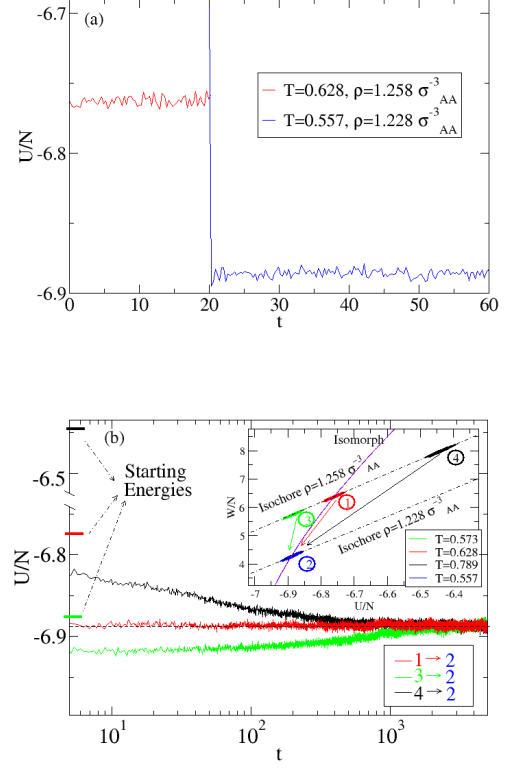 (a)
-6.7
-6.8
-6.9
U/N
T=0.628, ρ=1.258 σ⁻³AA
T=0.557, ρ=1.228 σ⁻³AA
0 10 20 30 40 50 60
t
(b)
-6.5
-6.8
-6.9
U/N
Starting
Energies
Isomorph
Isochore ρ=1.258 σ⁻³AA
Isochore ρ=1.228 σ⁻³AA
4
1
3
2
8
7
6
5
4
W/N
T=0.573
T=0.628
T=0.789
T=0.557
-7 -6.9 -6.8 -6.7 -6.6 -6.5 -6.4
U/N
1→2
3→2
4→2
10¹ 10² 10³
t